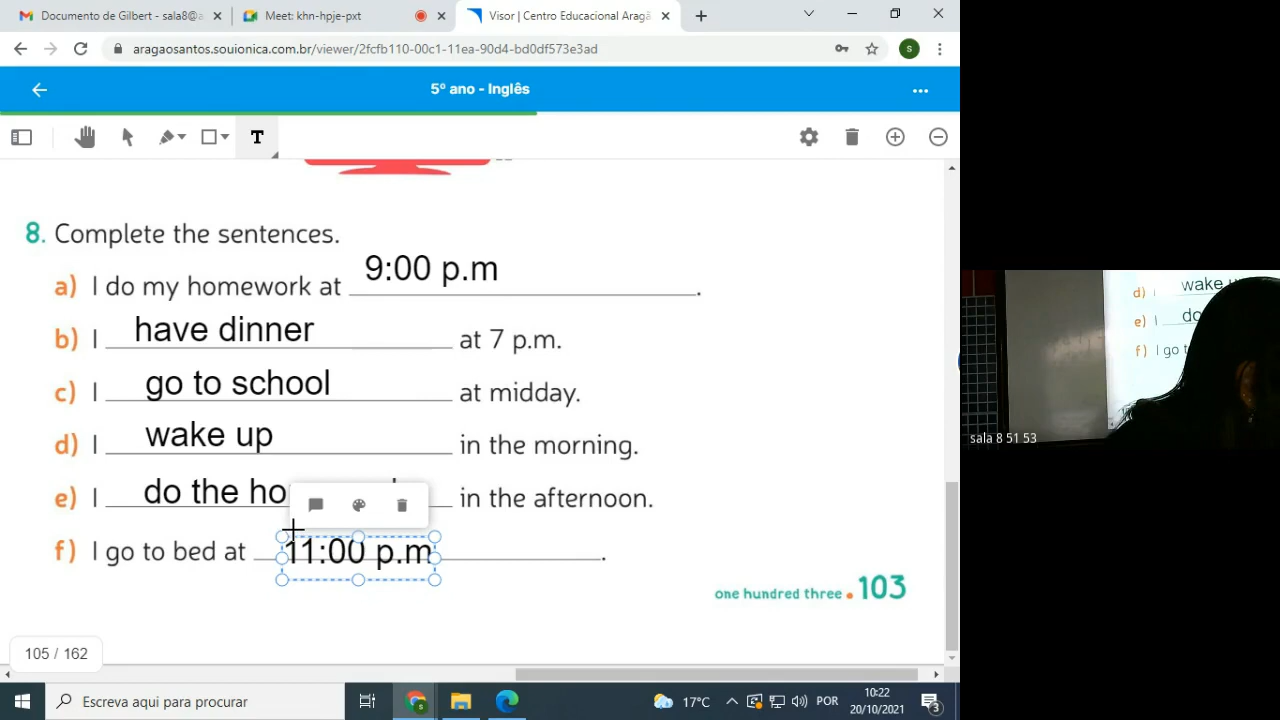 Documento de Gilbert - sala8@a
Meet: khn-hpje-pxt
Visor | Centro Educacional Aragã
aragaosantos.souionica.com.br/viewer/2fcfb110-00c1-11ea-90d4-bd0df573e3ad
S
5º ano - Inglês
T
8. Complete the sentences.
a) I do my homework at 9:00 p.m .
b) I have dinner at 7 p.m.
c) I go to school at midday.
d) I wake up in the morning.
e) I do the ho in the afternoon.
f) I go to bed at 11:00 p.m .
one hundred three • 103
105 / 162
d) I wake
e) I do
f) I go t
sala 8 51 53
Escreva aqui para procurar
17°C
POR
10:22
20/10/2021
3